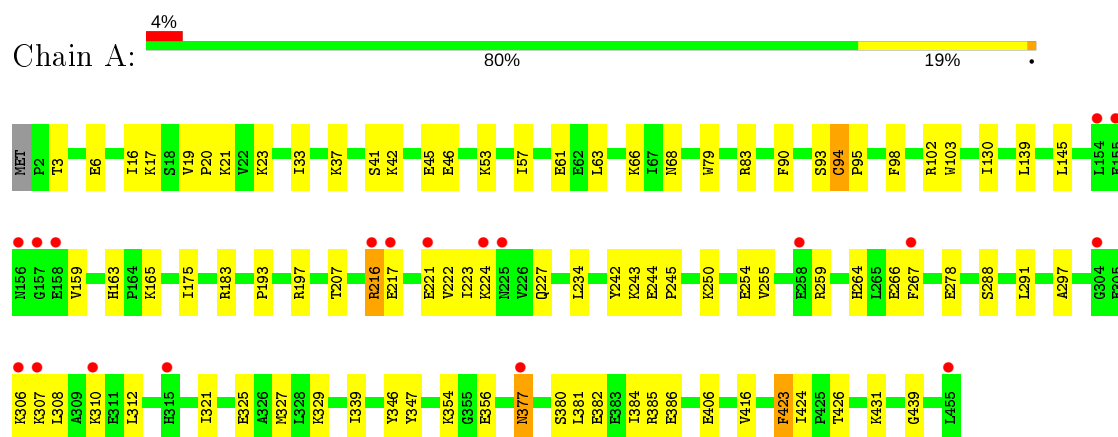 4%
Chain A:
80% 19% •
MET P2 T3 E6 I16 K17 S18 V19 P20 K21 V22 K23 I33 K37 S41 K42 E45 E46 K53 I57 E61 E62 L63 K66 I67 N68 W79 R83 F90 S93 C94 P95 F98 R102 W103 I130 L139 L145 L154 E155
N156 G157 E158 V159 H163 P164 K165 I175 R183 P193 R197 T207 R216 E217 E221 V222 I223 K224 N225 V226 Q227 L234 Y242 K243 E244 P245 K250 E254 V255 E258 R259 H264 L265 E266 F267 E278 S288 L291 A297 G304
K306 K307 L308 A309 K310 E311 L312 H315 I321 E325 A326 M327 L328 K329 I339 Y346 Y347 K354 G355 E356 N377 S380 L381 E382 E383 I384 R385 E386 E406 V416 F423 I424 P425 T426 K431 G439 L455